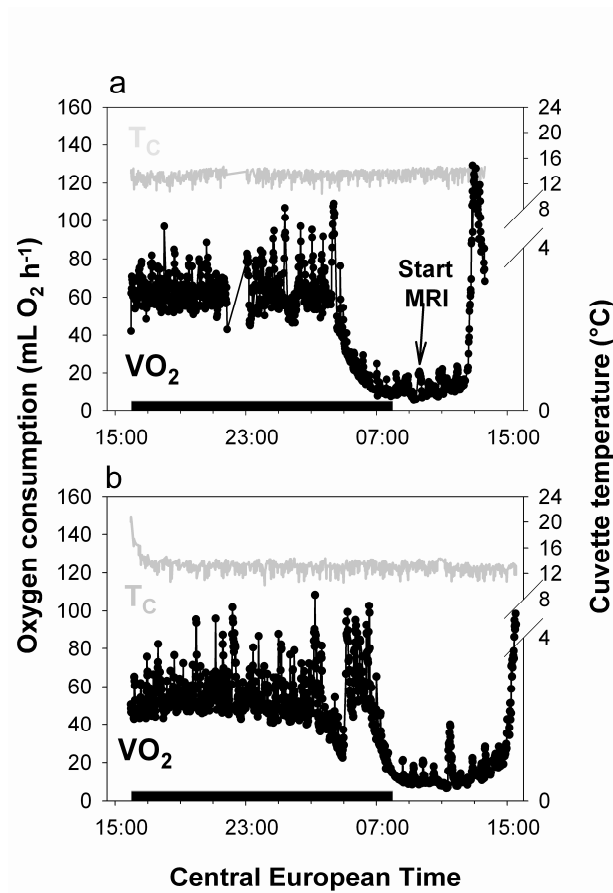 a
160
140
120
100
80
60
40
20
0
24
20
16
12
8
4
0
T_C
Start
MRI
VO₂
15:00 23:00 07:00 15:00
b
160
140
120
100
80
60
40
20
0
24
20
16
12
8
4
0
T_C
VO₂
15:00 23:00 07:00 15:00
Oxygen consumption (mL O₂ h⁻¹)
Cuvette temperature (°C)
Central European Time